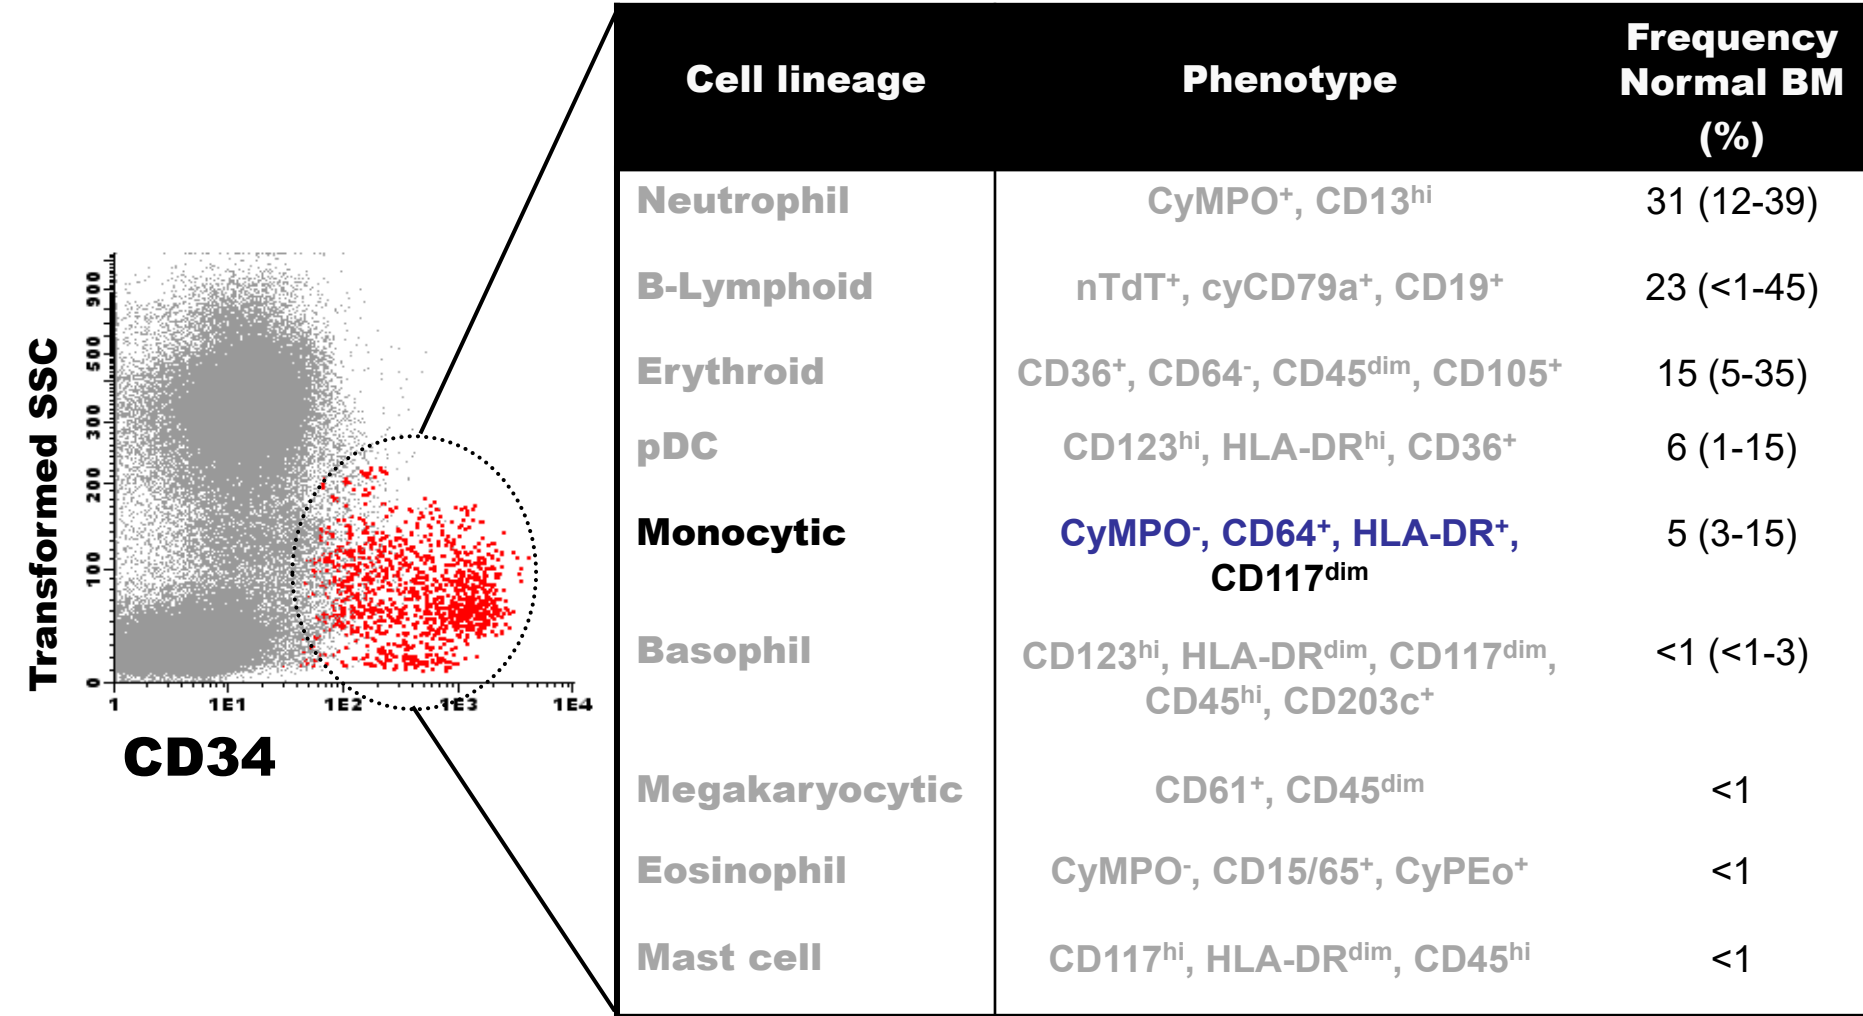 Transformed SSC
900
500
300
200
100
0
1 1E1 1E2 1E3 1E4
CD34
Cell lineage Phenotype Frequency
Normal BM
(%)
Neutrophil CyMPO⁺, CD13ʰⁱ 31 (12-39)
B-Lymphoid nTdT⁺, cyCD79a⁺, CD19⁺ 23 (<1-45)
Erythroid CD36⁺, CD64⁻, CD45ᵈⁱᵐ, CD105⁺ 15 (5-35)
pDC CD123ʰⁱ, HLA-DRʰⁱ, CD36⁺ 6 (1-15)
Monocytic CyMPO⁻, CD64⁺, HLA-DR⁺, 5 (3-15)
CD117ᵈⁱᵐ
Basophil CD123ʰⁱ, HLA-DRᵈⁱᵐ, CD117ᵈⁱᵐ, <1 (<1-3)
CD45ʰⁱ, CD203c⁺
Megakaryocytic CD61⁺, CD45ᵈⁱᵐ <1
Eosinophil CyMPO⁻, CD15/65⁺, CyPEo⁺ <1
Mast cell CD117ʰⁱ, HLA-DRᵈⁱᵐ, CD45ʰⁱ <1